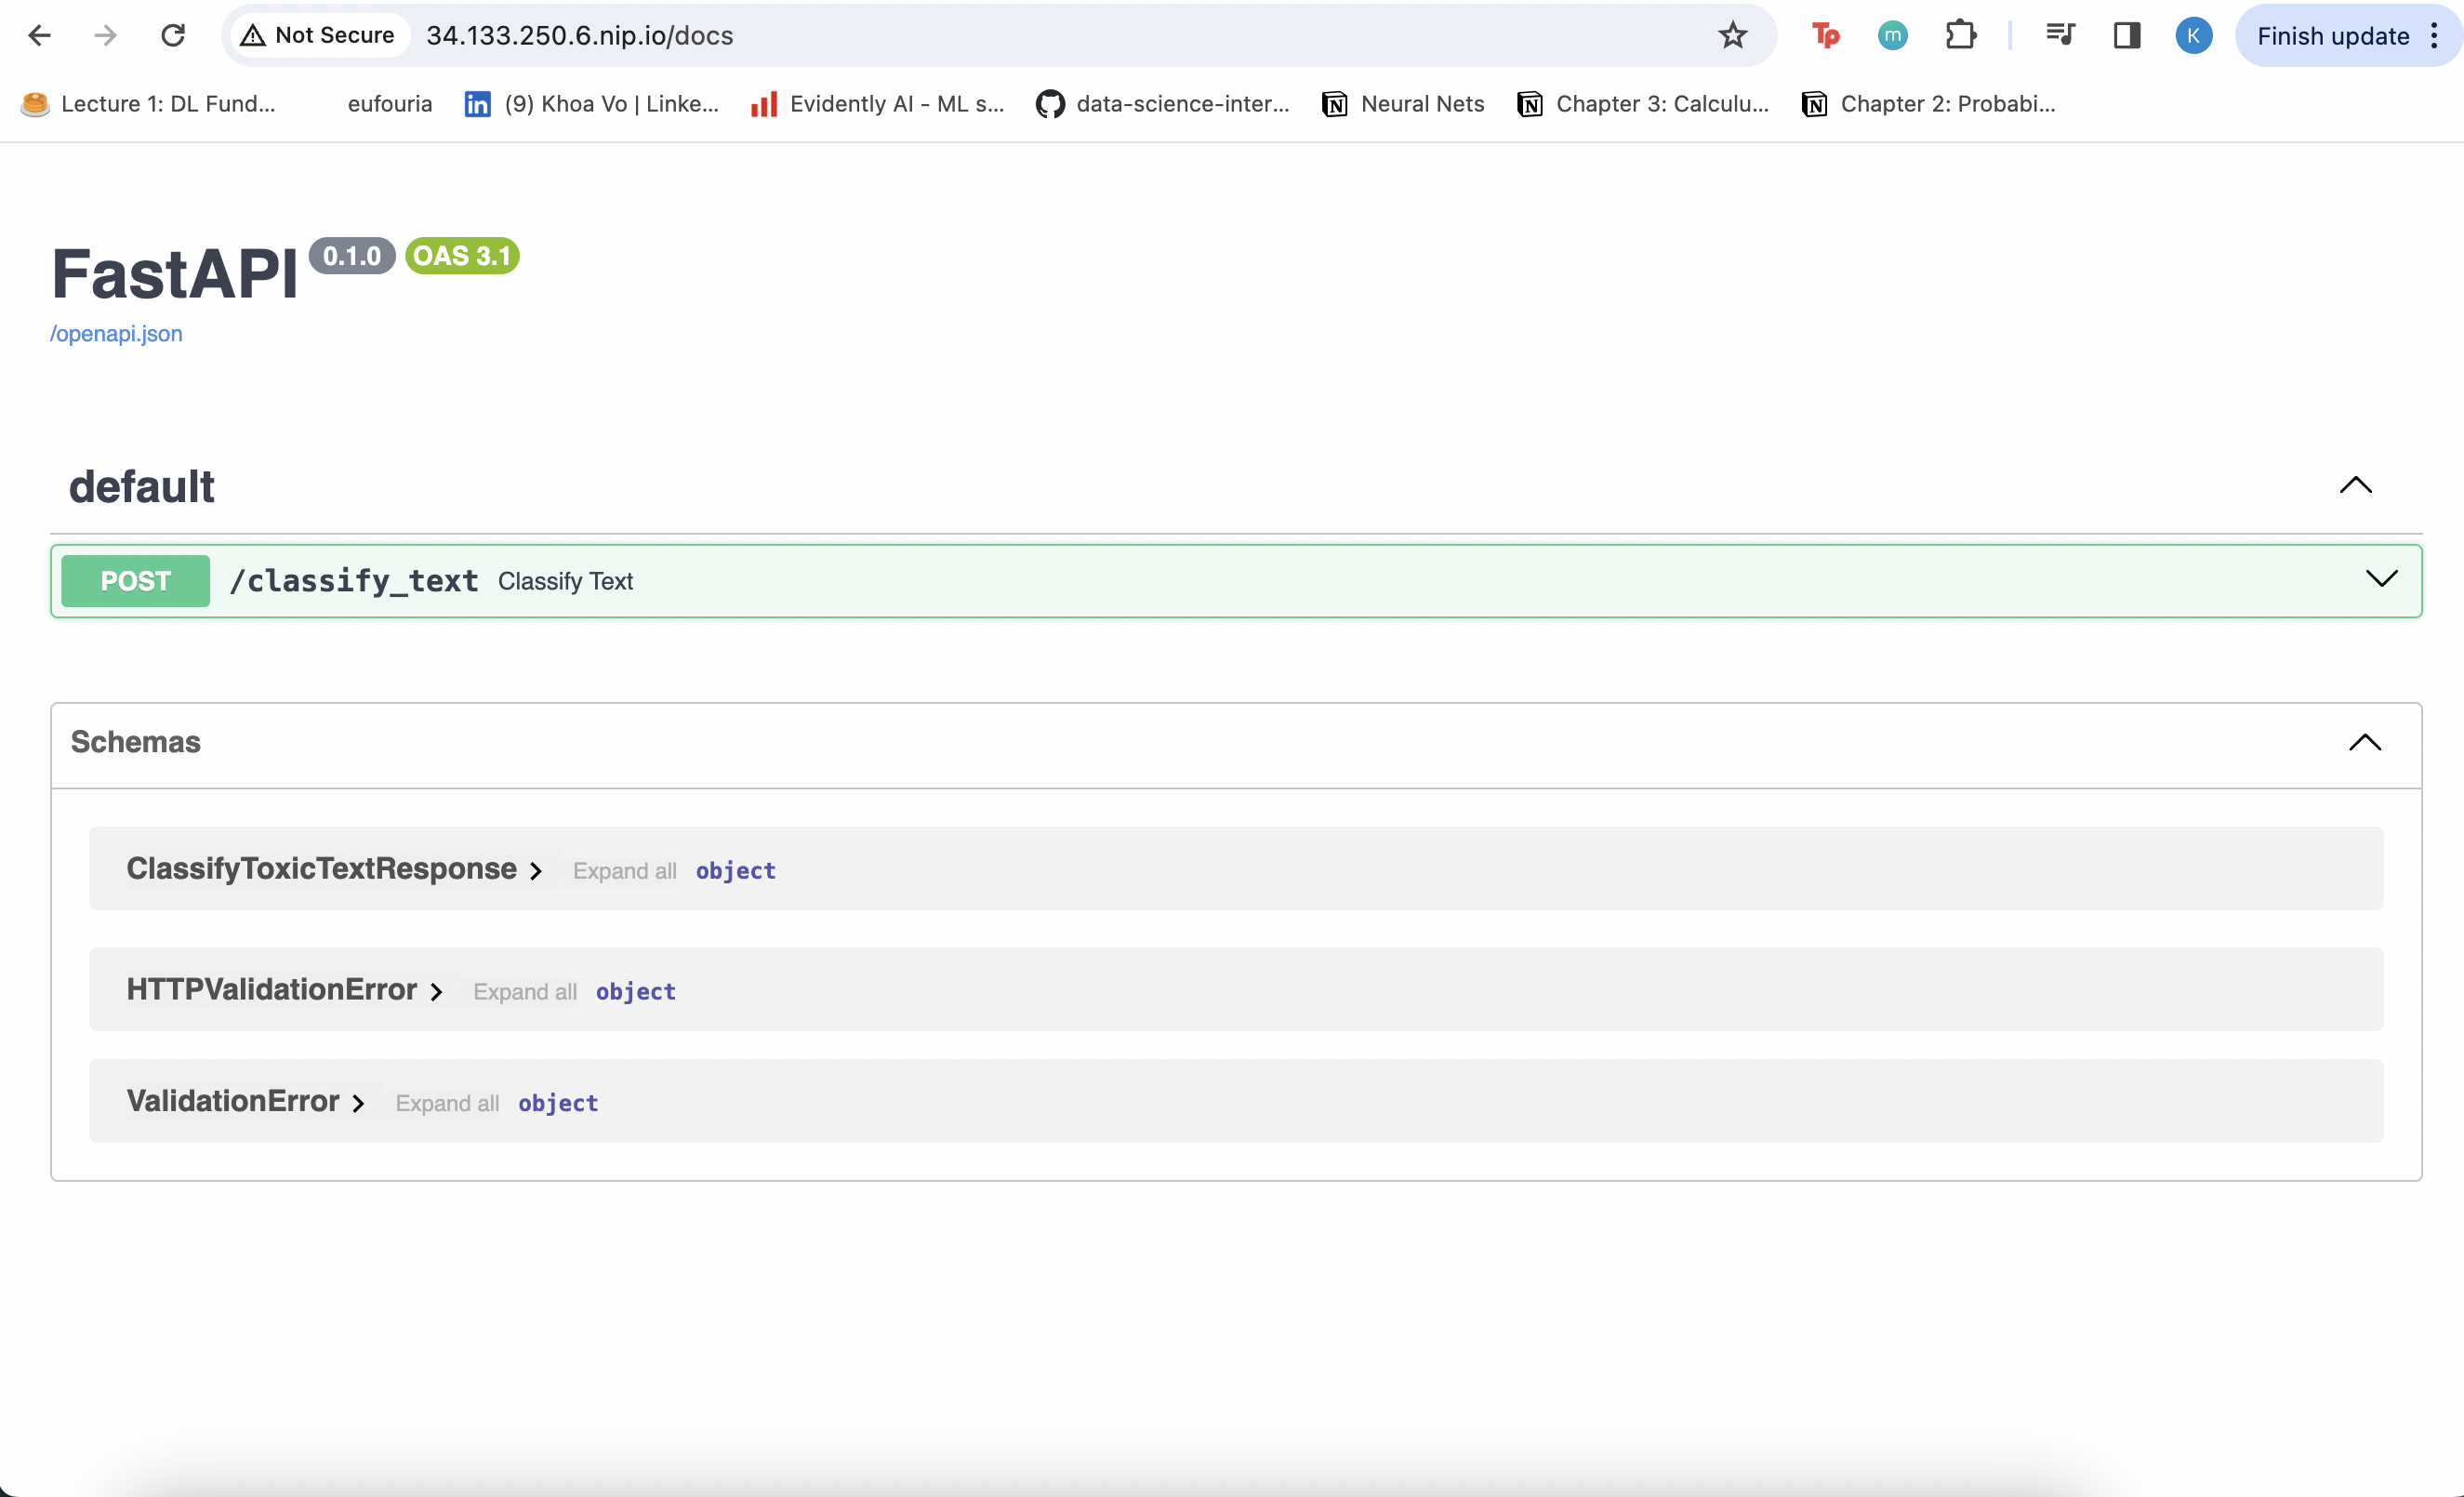 Not Secure 34.133.250.6.nip.io/docs Tp m K Finish update
Lecture 1: DL Fund... eufouria in (9) Khoa Vo | Linke... Evidently AI - ML s... data-science-inter... N Neural Nets N Chapter 3: Calculu... N Chapter 2: Probabi...
FastAPI 0.1.0 OAS 3.1
/openapi.json
default
POST /classify_text Classify Text
Schemas
ClassifyToxicTextResponse Expand all object
HTTPValidationError Expand all object
ValidationError Expand all object